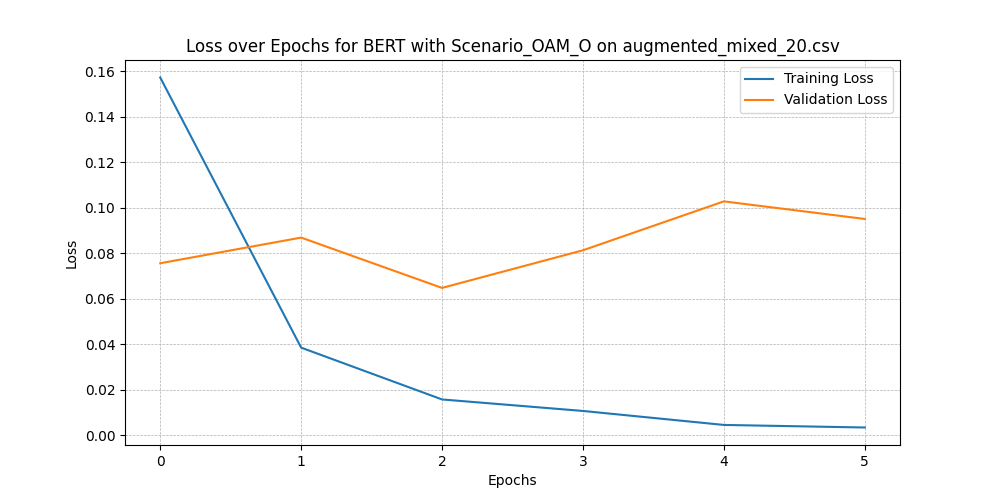 Loss over Epochs for BERT with Scenario_OAM_O on augmented_mixed_20.csv
Training Loss
Validation Loss
0.16
0.14
0.12
0.10
0.08
0.06
0.04
0.02
0.00
Loss
0 1 2 3 4 5
Epochs